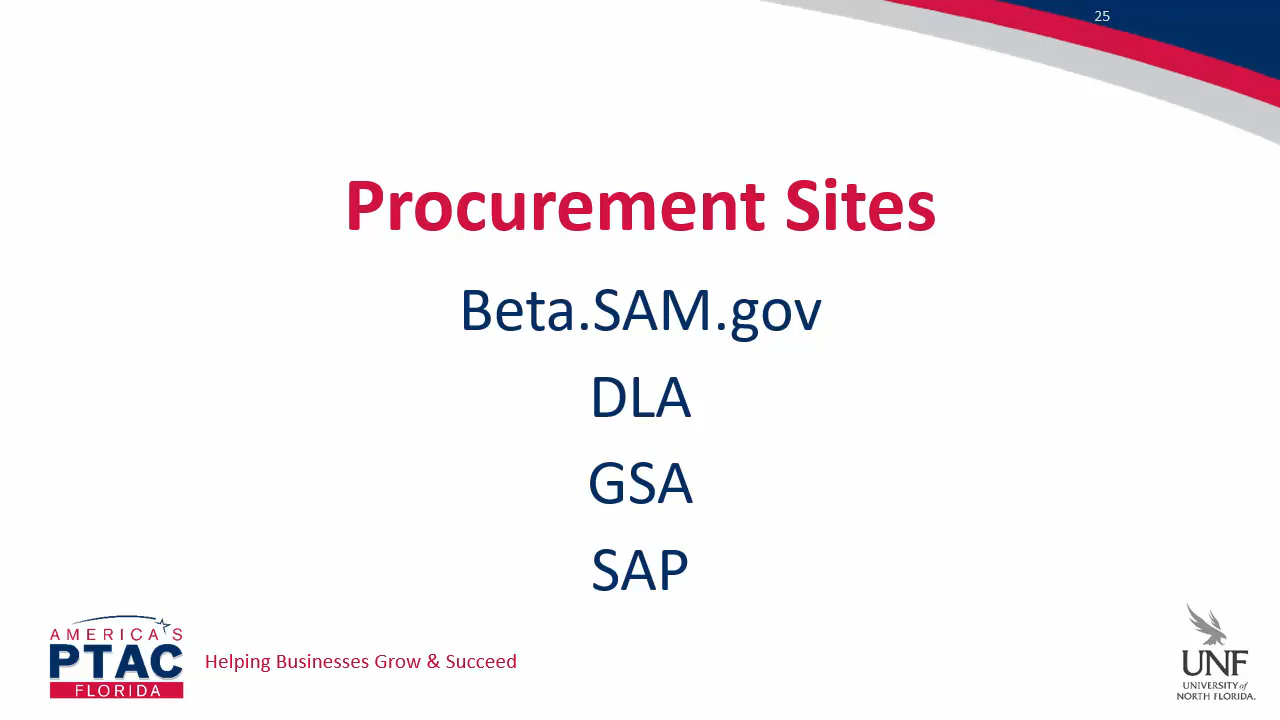 25
Procurement Sites
Beta.SAM.gov
DLA
GSA
SAP
AMERICA'S
PTAC
FLORIDA
Helping Businesses Grow & Succeed
UNF
UNIVERSITY of
NORTH FLORIDA.